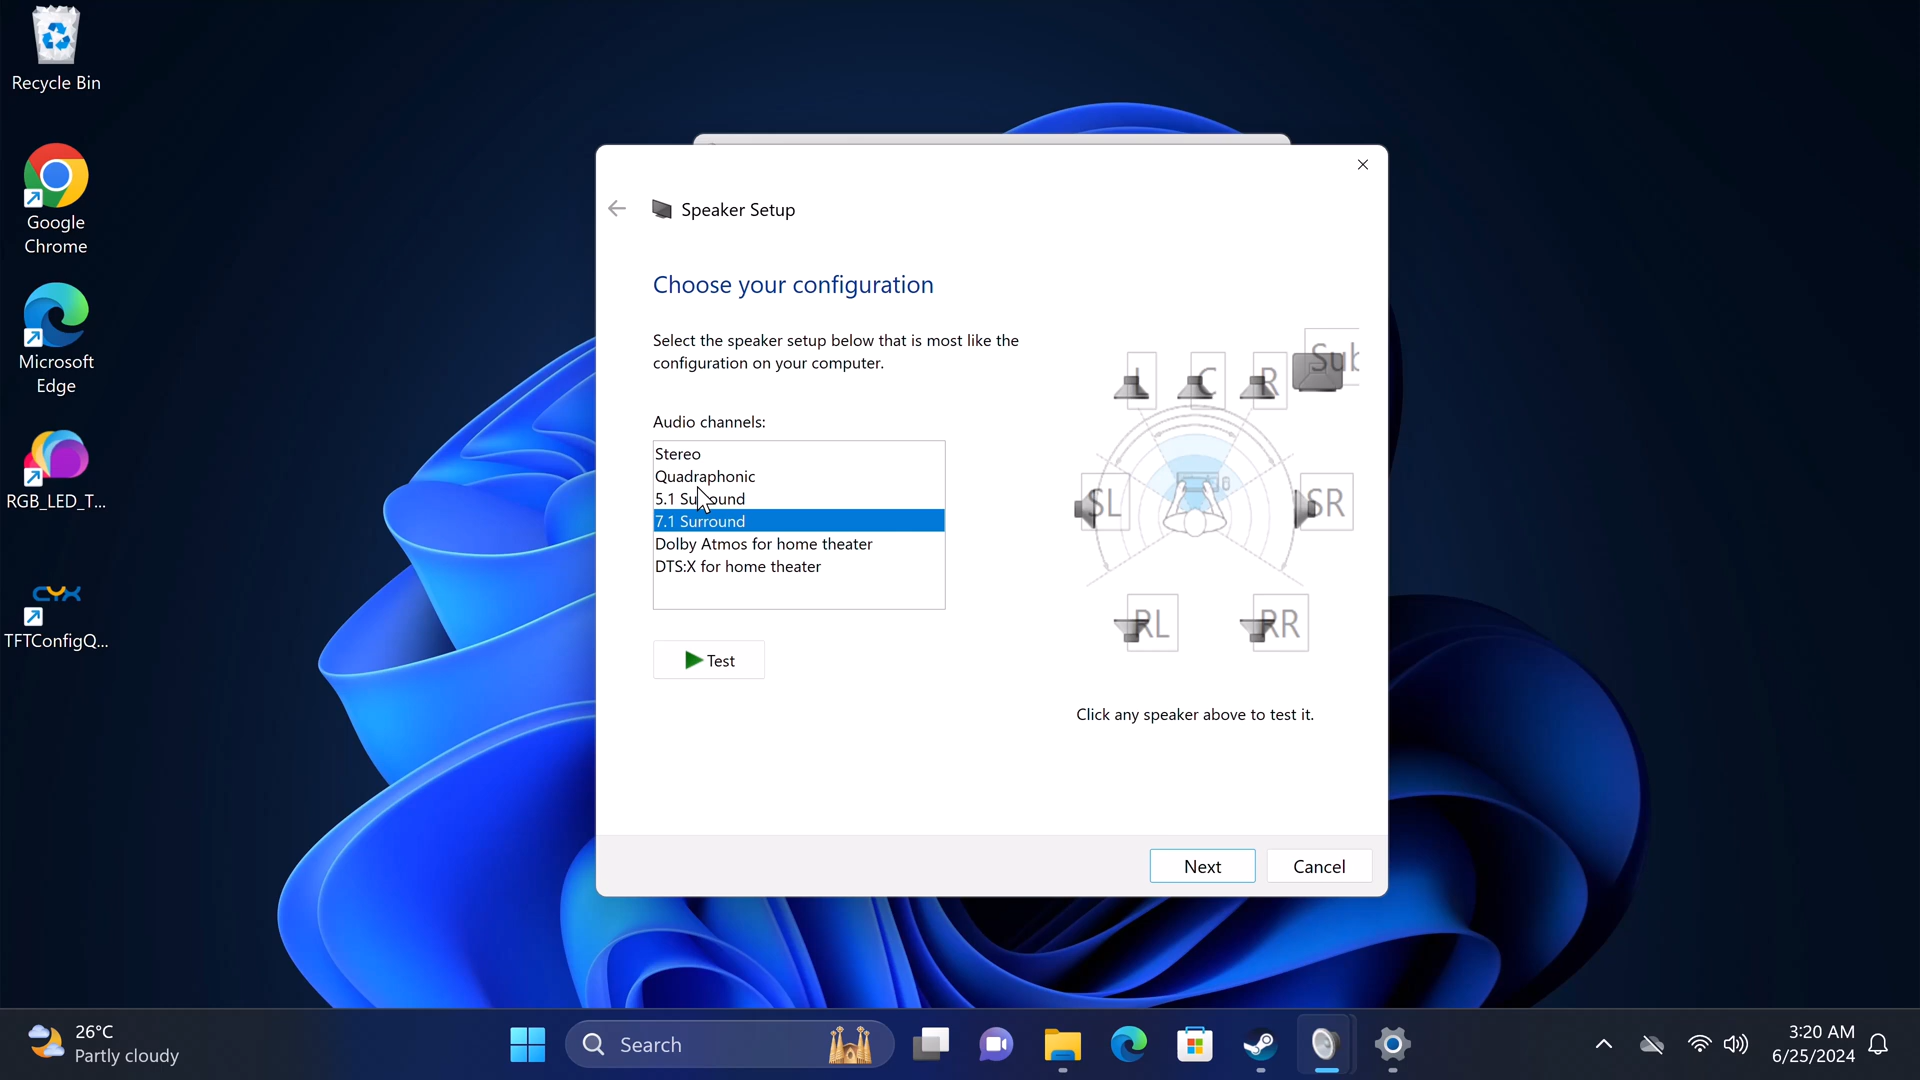 Recycle Bin
Google
Chrome
Microsoft
Edge
RGB_LED_T...
CYX
TFTConfigQ...
Speaker Setup
Choose your configuration
Select the speaker setup below that is most like the
configuration on your computer.
Audio channels:
Stereo
Quadraphonic
5.1 Surround
7.1 Surround
Dolby Atmos for home theater
DTS:X for home theater
Test
L
C
R
Sub
SL
SR
RL
RR
Click any speaker above to test it.
Next
Cancel
26°C
Partly cloudy
Search
3:20 AM
6/25/2024